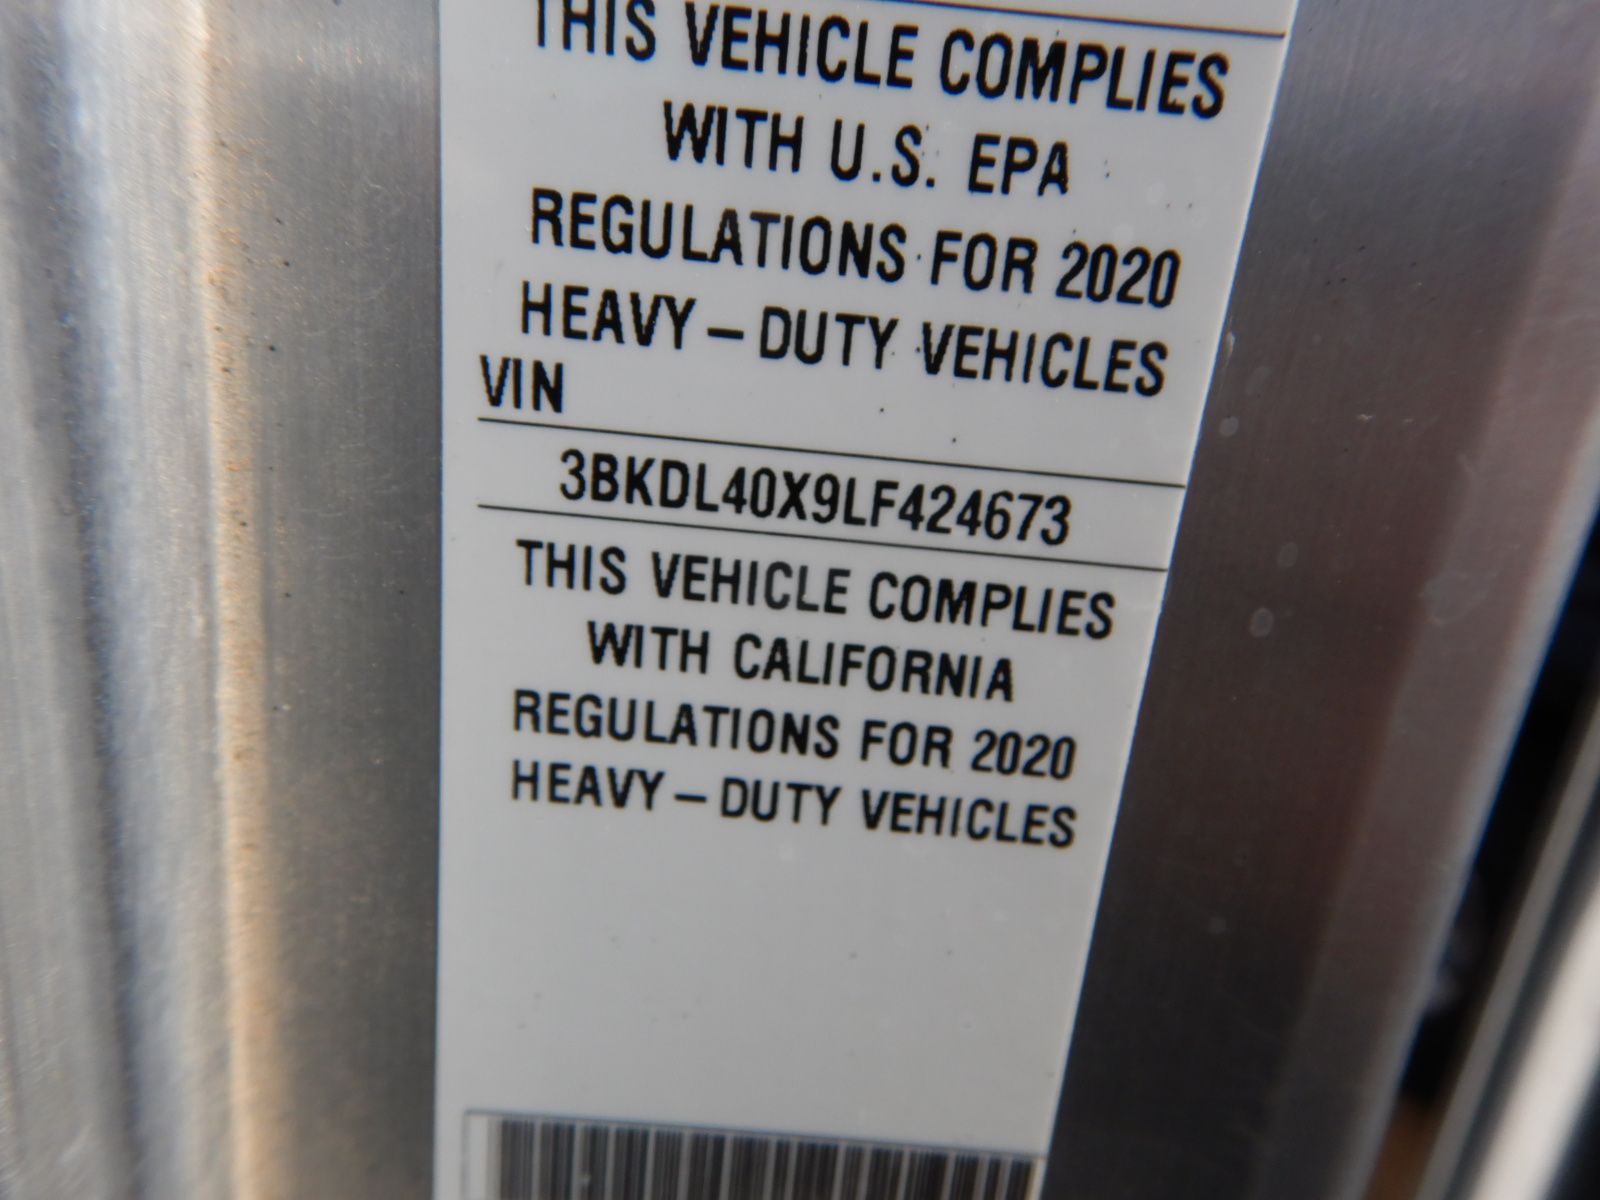 THIS VEHICLE COMPLIES
WITH U.S. EPA
REGULATIONS FOR 2020
HEAVY-DUTY VEHICLES
VIN
3BKDL40X9LF424673
THIS VEHICLE COMPLIES
WITH CALIFORNIA
REGULATIONS FOR 2020
HEAVY-DUTY VEHICLES